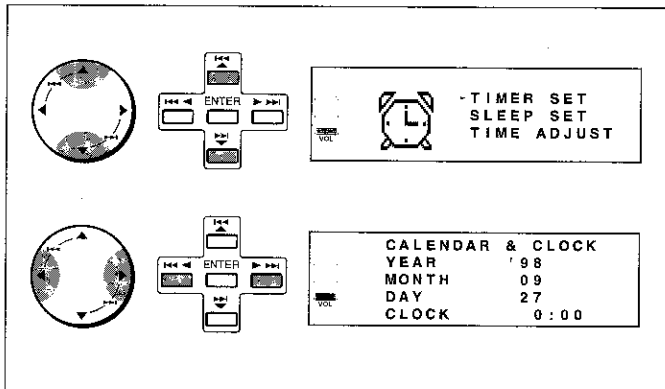 ENTER
-TIMER SET
SLEEP SET
TIME ADJUST
VOL
ENTER
CALENDAR & CLOCK
YEAR '98
MONTH 09
DAY 27
CLOCK 0:00
VOL